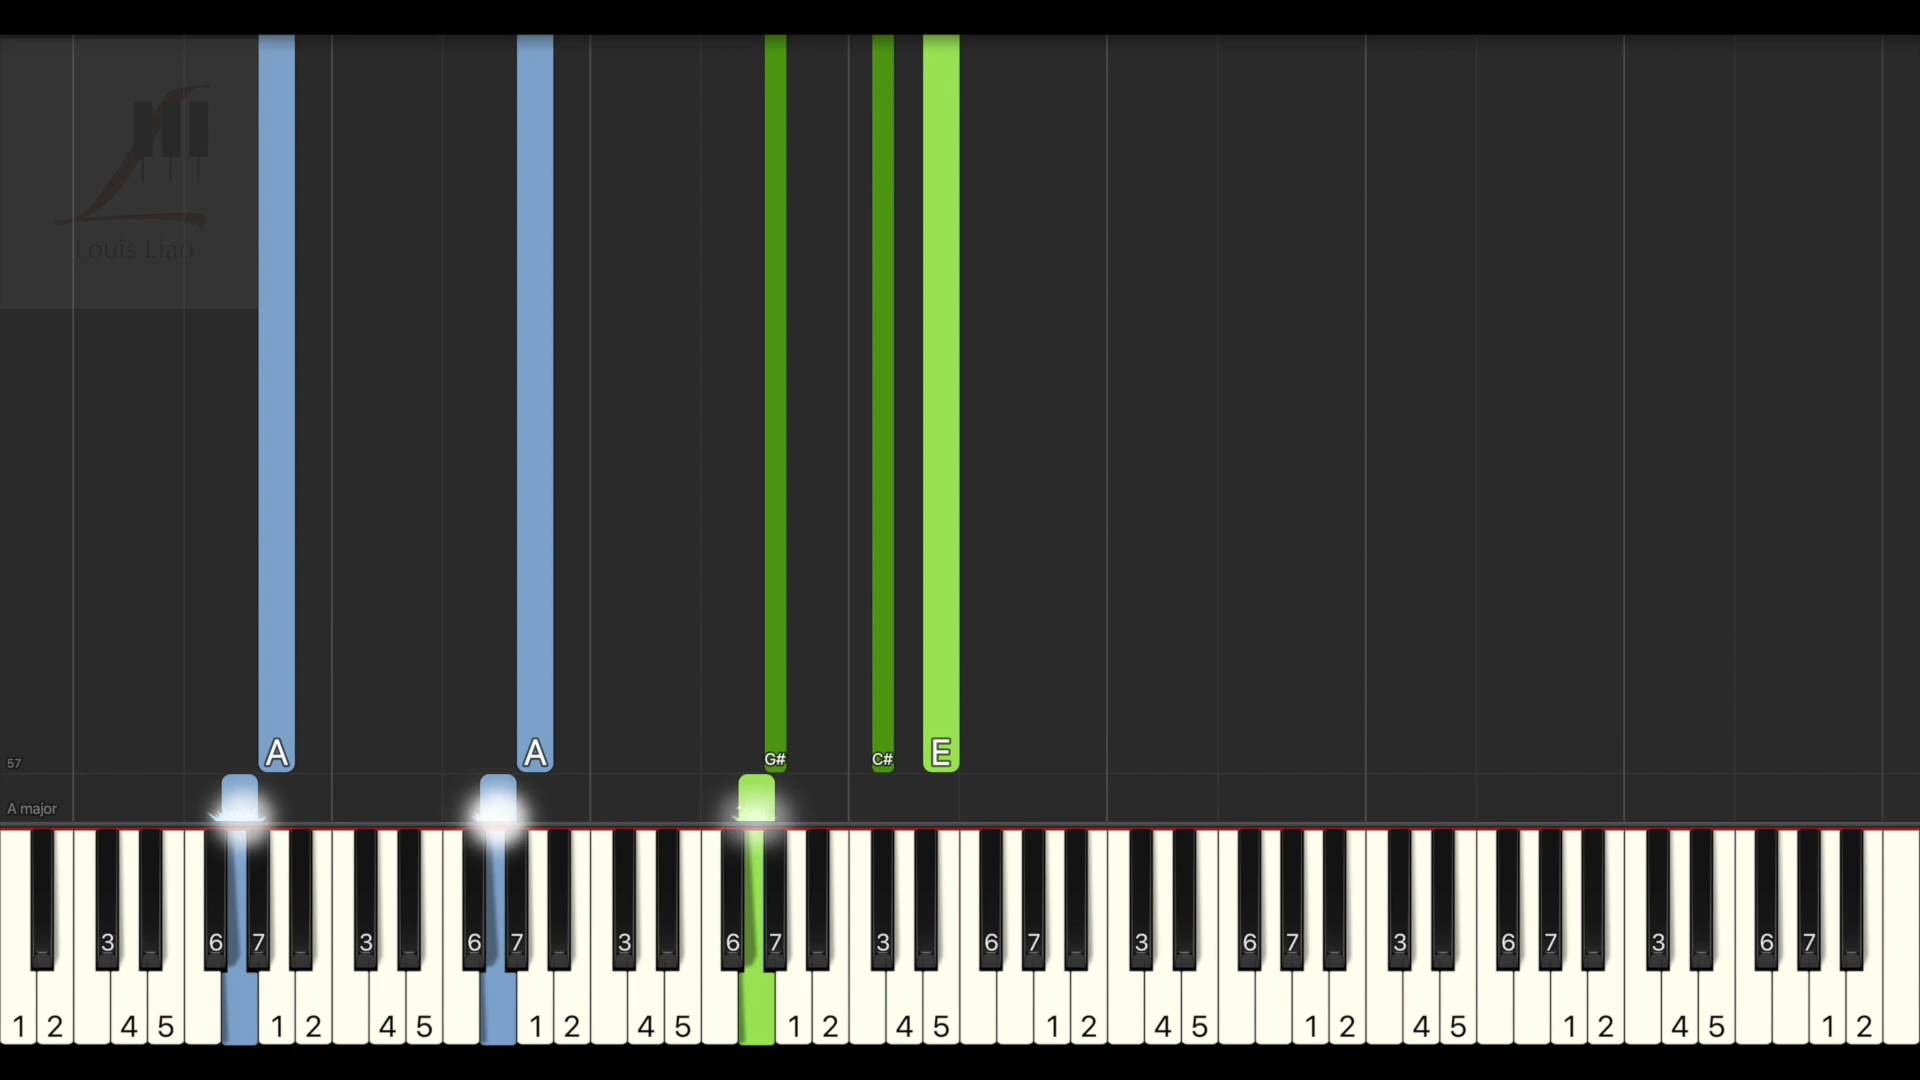 Louis Liao
A A G# C# E
57
A major
3 6 7 3 6 7 3 6 7 3 6 7 3 6 7 3 6 7 3 6 7
1 2 4 5 1 2 4 5 1 2 4 5 1 2 4 5 1 2 4 5 1 2 4 5 1 2 4 5 1 2